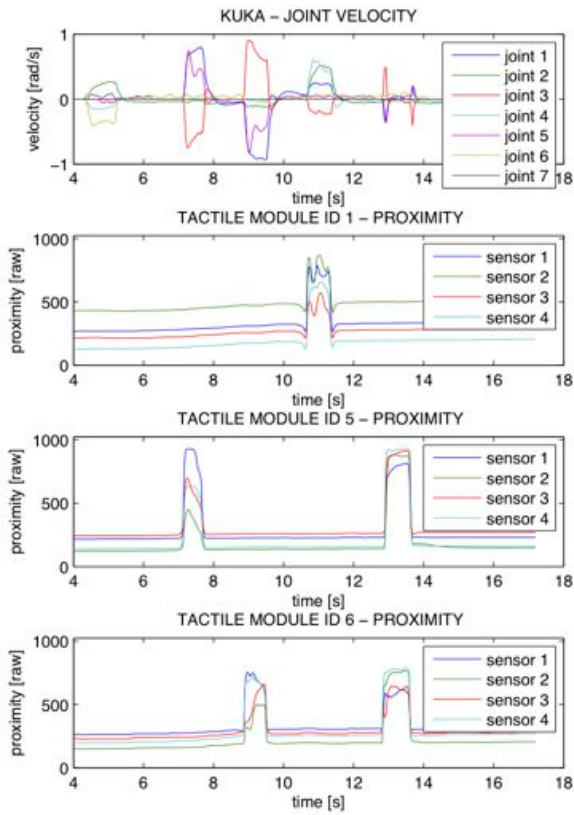 KUKA – JOINT VELOCITY
velocity [rad/s]
1
0
−1
joint 1
joint 2
joint 3
joint 4
joint 5
joint 6
joint 7
4 6 8 10 12 14 16 18
time [s]
TACTILE MODULE ID 1 – PROXIMITY
proximity [raw]
1000
500
0
sensor 1
sensor 2
sensor 3
sensor 4
4 6 8 10 12 14 16 18
time [s]
TACTILE MODULE ID 5 – PROXIMITY
proximity [raw]
1000
500
0
sensor 1
sensor 2
sensor 3
sensor 4
4 6 8 10 12 14 16 18
time [s]
TACTILE MODULE ID 6 – PROXIMITY
proximity [raw]
1000
500
0
sensor 1
sensor 2
sensor 3
sensor 4
4 6 8 10 12 14 16 18
time [s]